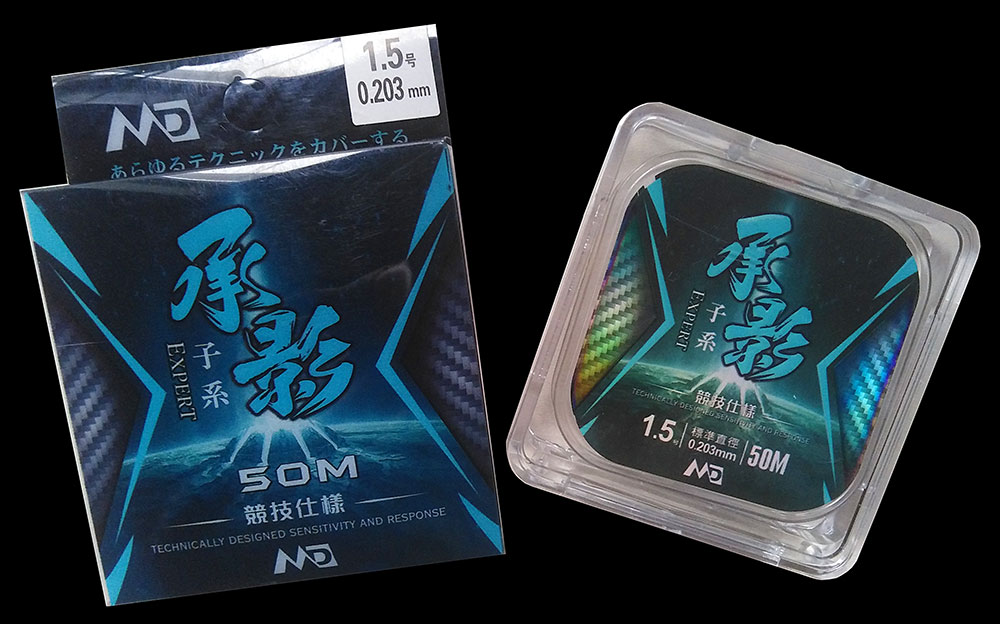 1.5号
0.203 mm
MD
あらゆるテクニックをカバーする
承影
子系
EXPERT
50M
競技仕様
TECHNICALLY DESIGNED SENSITIVITY AND RESPONSE
MD
承影
子系
EXPERT
競技仕様
TECHNICALLY DESIGNED SENSITIVITY AND RESPONSE
1.5号
標準直徑
0.203mm
50M
MD